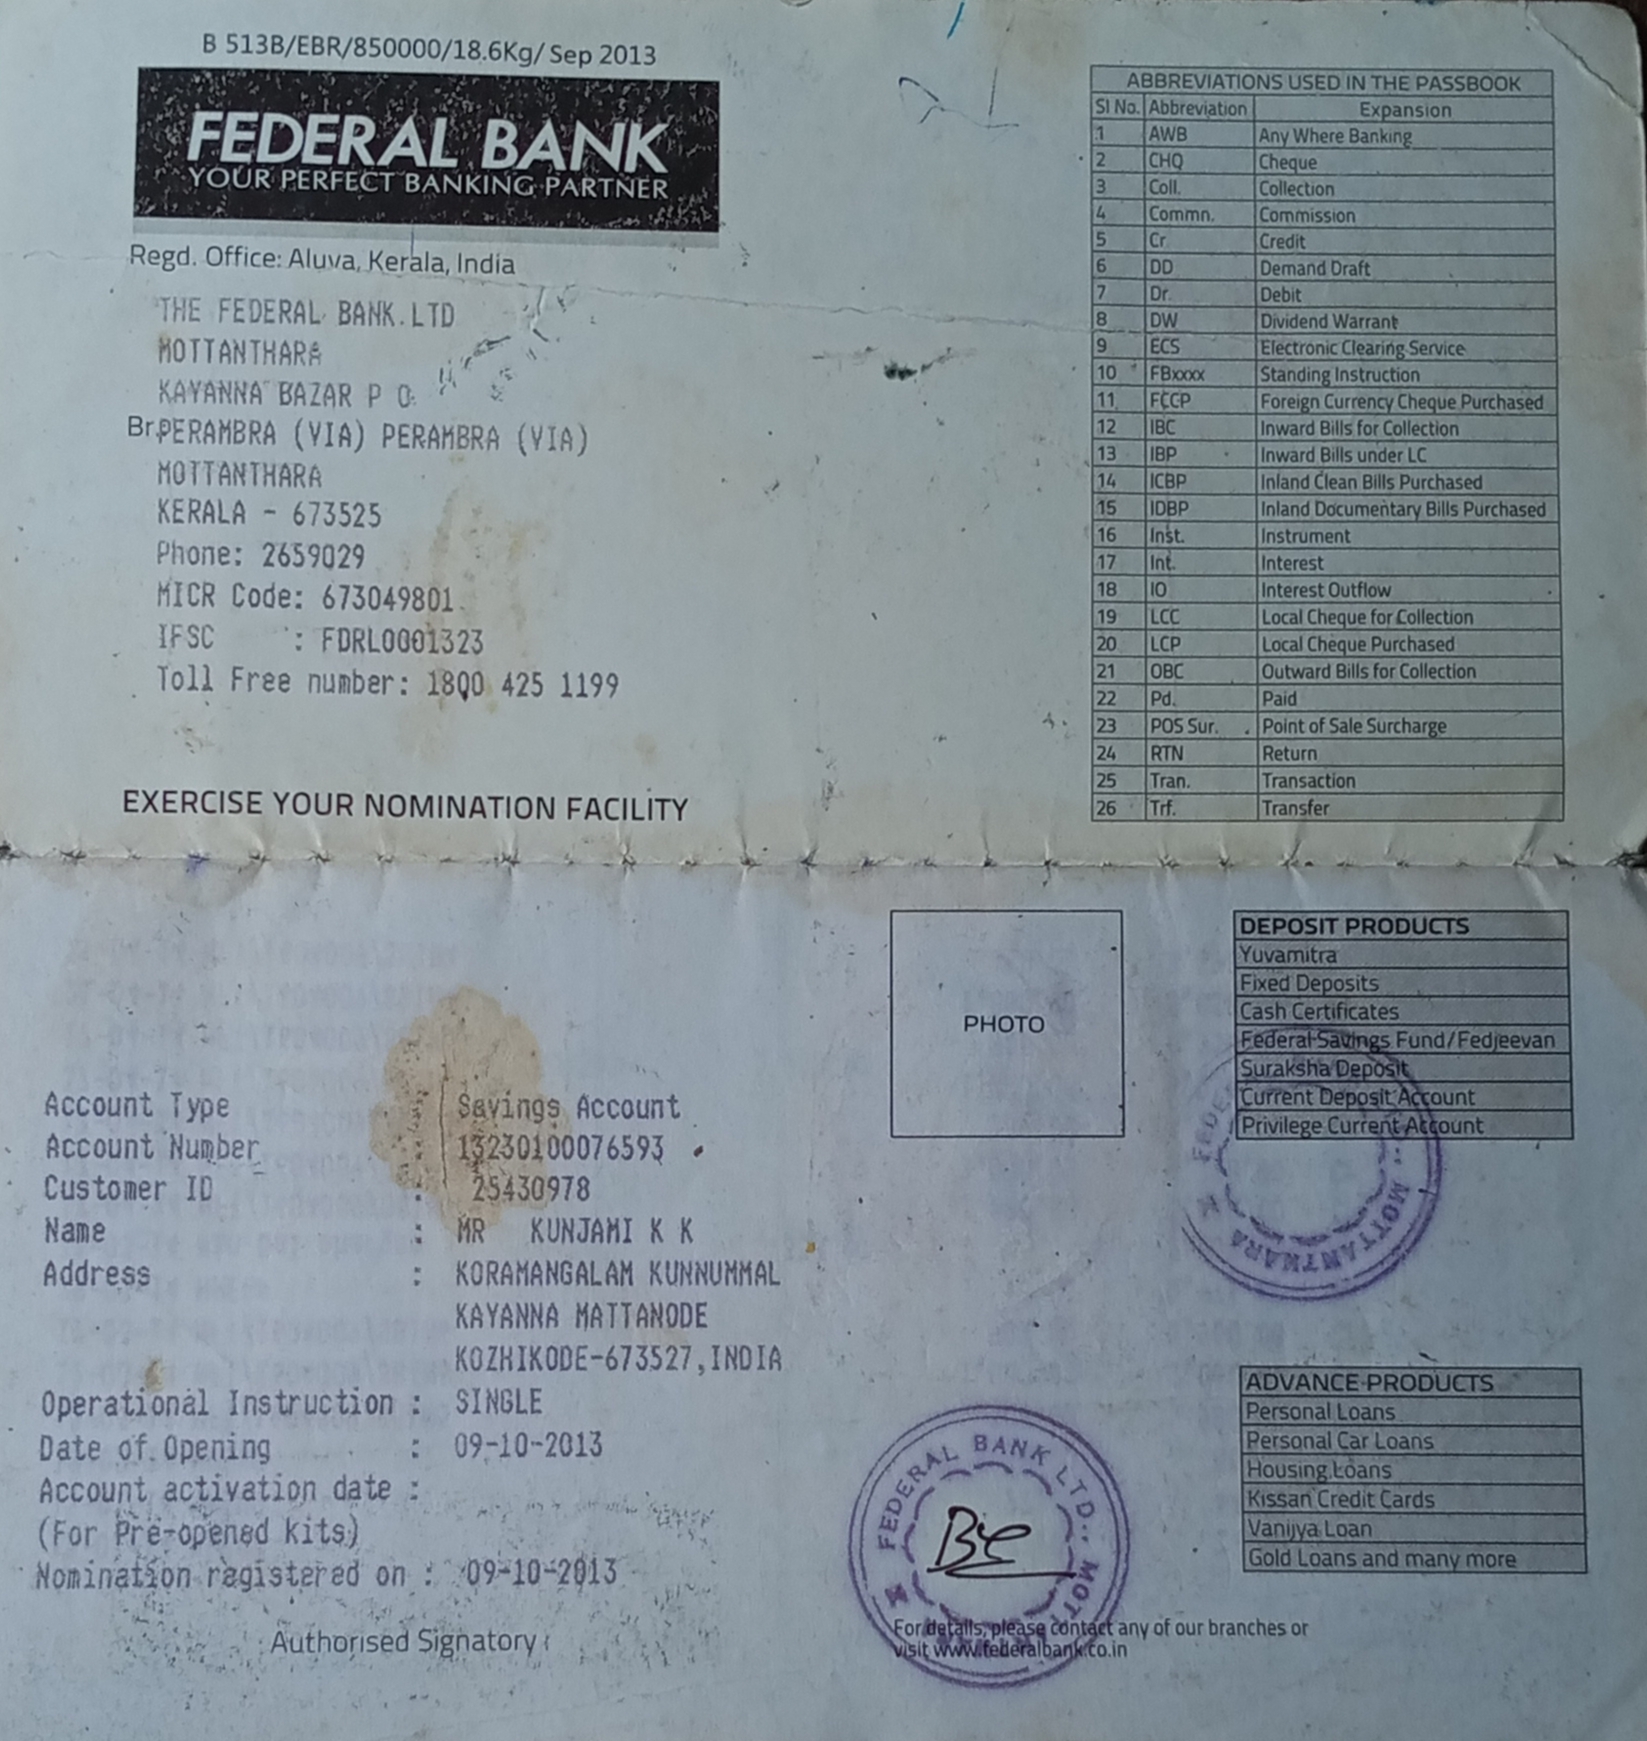 B 513B/EBR/850000/18.6Kg/ Sep 2013
FEDERAL BANK
YOUR PERFECT BANKING PARTNER
Regd. Office: Aluva, Kerala, India
THE FEDERAL BANK.LTD
MOTTANTHARA
KAYANNA BAZAR P O
Br.PERAMBRA (VIA) PERAMBRA (VIA)
MOTTANTHARA
KERALA - 673525
Phone: 2659029
MICR Code: 673049801
IFSC : FDRL0001323
Toll Free number: 1800 425 1199
EXERCISE YOUR NOMINATION FACILITY
ABBREVIATIONS USED IN THE PASSBOOK
Sl No. Abbreviation Expansion
1 AWB Any Where Banking
2 CHQ Cheque
3 Coll. Collection
4 Commn. Commission
5 Cr Credit
6 DD Demand Draft
7 Dr. Debit
8 DW Dividend Warrant
9 ECS Electronic Clearing Service
10 FBxxxx Standing Instruction
11 FCCP Foreign Currency Cheque Purchased
12 IBC Inward Bills for Collection
13 IBP Inward Bills under LC
14 ICBP Inland Clean Bills Purchased
15 IDBP Inland Documentary Bills Purchased
16 Inst. Instrument
17 Int. Interest
18 IO Interest Outflow
19 LCC Local Cheque for Collection
20 LCP Local Cheque Purchased
21 OBC Outward Bills for Collection
22 Pd. Paid
23 POS Sur. Point of Sale Surcharge
24 RTN Return
25 Tran. Transaction
26 Trf. Transfer
Account Type : Savings Account
Account Number : 13230100076593
Customer ID : 25430978
Name : MR KUNJAMI K K
Address : KORAMANGALAM KUNNUMMAL
KAYANNA MATTANODE
KOZHIKODE-673527,INDIA
Operational Instruction : SINGLE
Date of Opening : 09-10-2013
Account activation date :
(For Pre-opened kits)
Nomination registered on : 09-10-2013
Authorised Signatory
PHOTO
DEPOSIT PRODUCTS
Yuvamitra
Fixed Deposits
Cash Certificates
Federal Savings Fund/Fedjeevan
Suraksha Deposit
Current Deposit Account
Privilege Current Account
MOTTANTHARA
ADVANCE PRODUCTS
Personal Loans
Personal Car Loans
Housing Loans
Kissan Credit Cards
Vanijya Loan
Gold Loans and many more
FEDERAL BANK LTD.
For details, please contact any of our branches or
visit www.federalbank.co.in